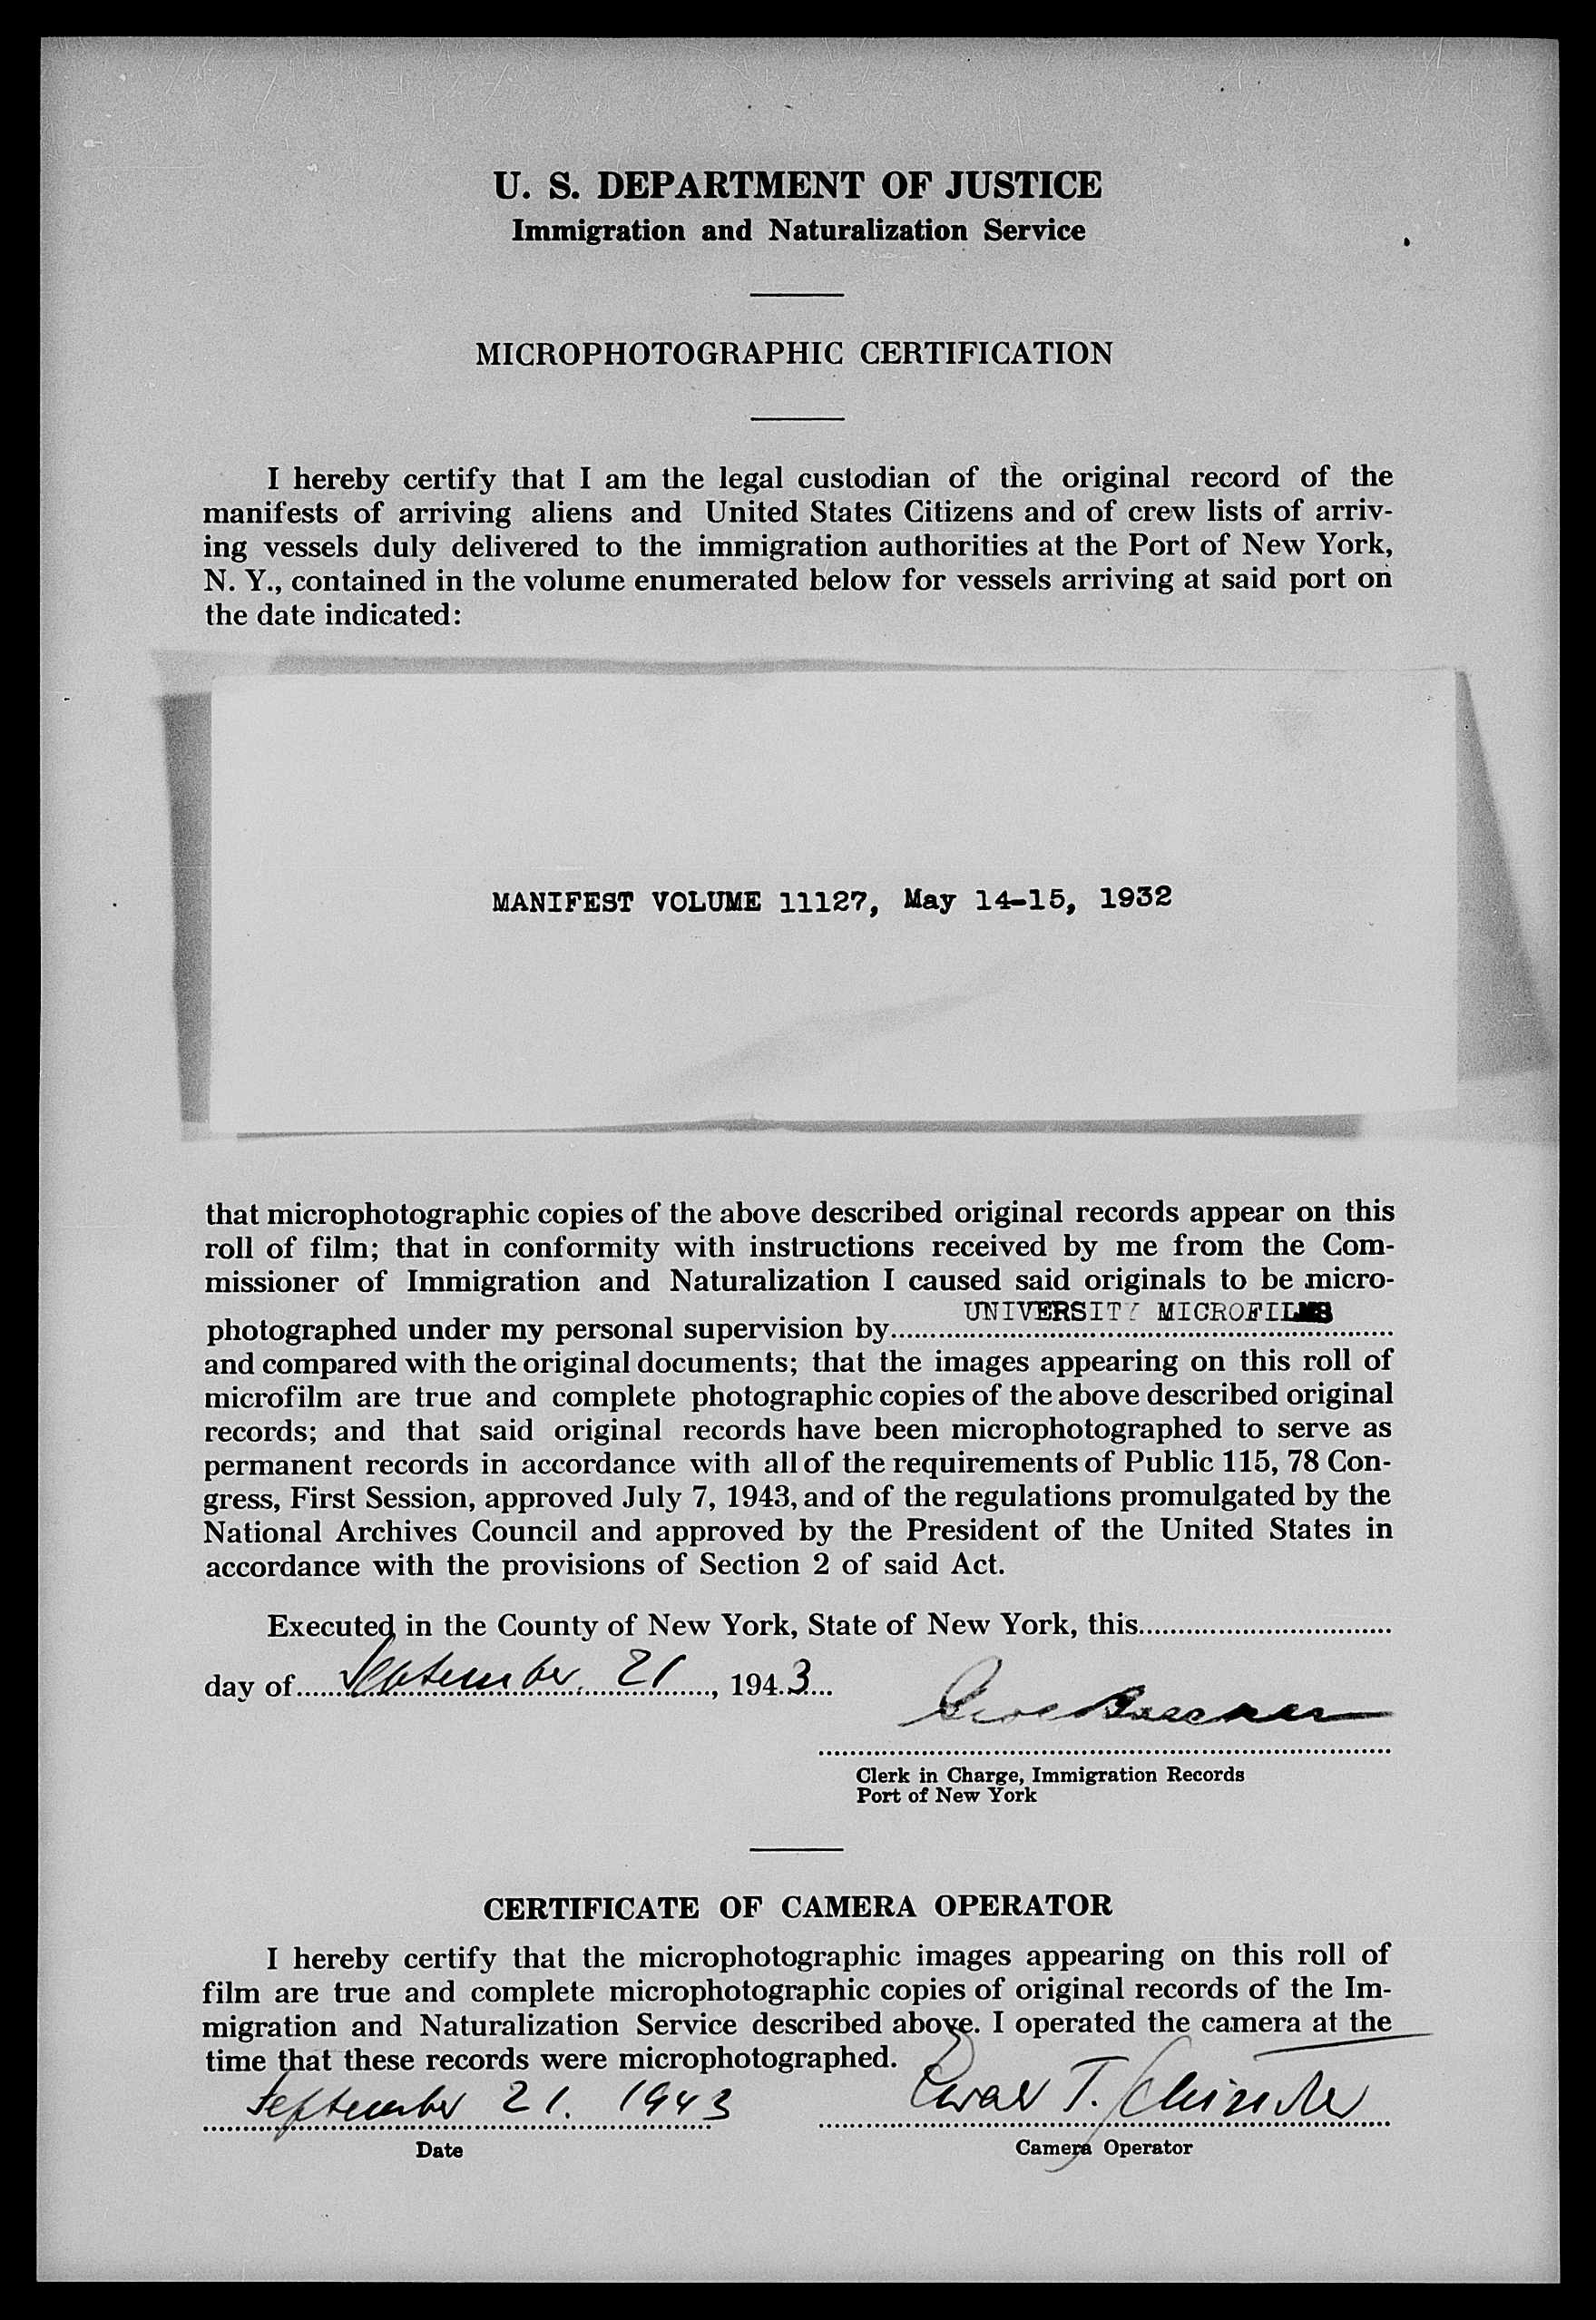 U. S. DEPARTMENT OF JUSTICE
Immigration and Naturalization Service
MICROPHOTOGRAPHIC CERTIFICATION
I hereby certify that I am the legal custodian of the original record of the
manifests of arriving aliens and United States Citizens and of crew lists of arriv-
ing vessels duly delivered to the immigration authorities at the Port of New York,
N. Y., contained in the volume enumerated below for vessels arriving at said port on
the date indicated:
MANIFEST VOLUME 11127, May 14-15, 1932
that microphotographic copies of the above described original records appear on this
roll of film; that in conformity with instructions received by me from the Com-
missioner of Immigration and Naturalization I caused said originals to be micro-
photographed under my personal supervision by UNIVERSITY MICROFILMS
and compared with the original documents; that the images appearing on this roll of
microfilm are true and complete photographic copies of the above described original
records; and that said original records have been microphotographed to serve as
permanent records in accordance with all of the requirements of Public 115, 78 Con-
gress, First Session, approved July 7, 1943, and of the regulations promulgated by the
National Archives Council and approved by the President of the United States in
accordance with the provisions of Section 2 of said Act.
Executed in the County of New York, State of New York, this
day of September 21, 1943
Clerk in Charge, Immigration Records
Port of New York
CERTIFICATE OF CAMERA OPERATOR
I hereby certify that the microphotographic images appearing on this roll of
film are true and complete microphotographic copies of original records of the Im-
migration and Naturalization Service described above. I operated the camera at the
time that these records were microphotographed.
September 21. 1943 T.
Date
Camera Operator